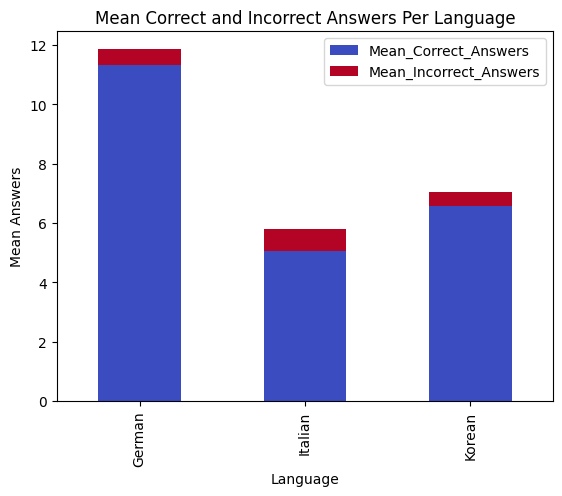 Mean Correct and Incorrect Answers Per Language
Mean_Correct_Answers
Mean_Incorrect_Answers
Mean Answers
12
10
8
6
4
2
0
German
Italian
Korean
Language